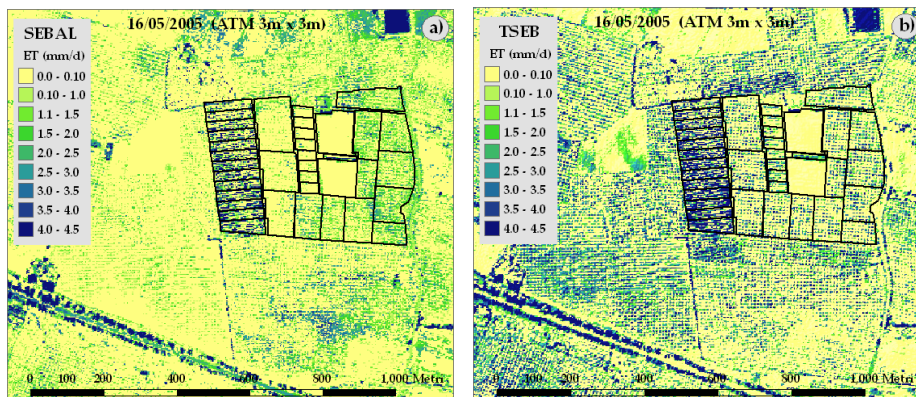 16/05/2005 (ATM 3m x 3m)
a)
SEBAL
ET (mm/d)
0.0 - 0.10
0.10 - 1.0
1.1 - 1.5
1.5 - 2.0
2.0 - 2.5
2.5 - 3.0
3.0 - 3.5
3.5 - 4.0
4.0 - 4.5
0 100 200 400 600 500 1,000 Metri
16/05/2005 (ATM 3m x 3m)
b)
TSEB
ET (mm/d)
0.0 - 0.10
0.10 - 1.0
1.1 - 1.5
1.5 - 2.0
2.0 - 2.5
2.5 - 3.0
3.0 - 3.5
3.5 - 4.0
4.0 - 4.5
0 100 200 400 600 500 1,000 Metri